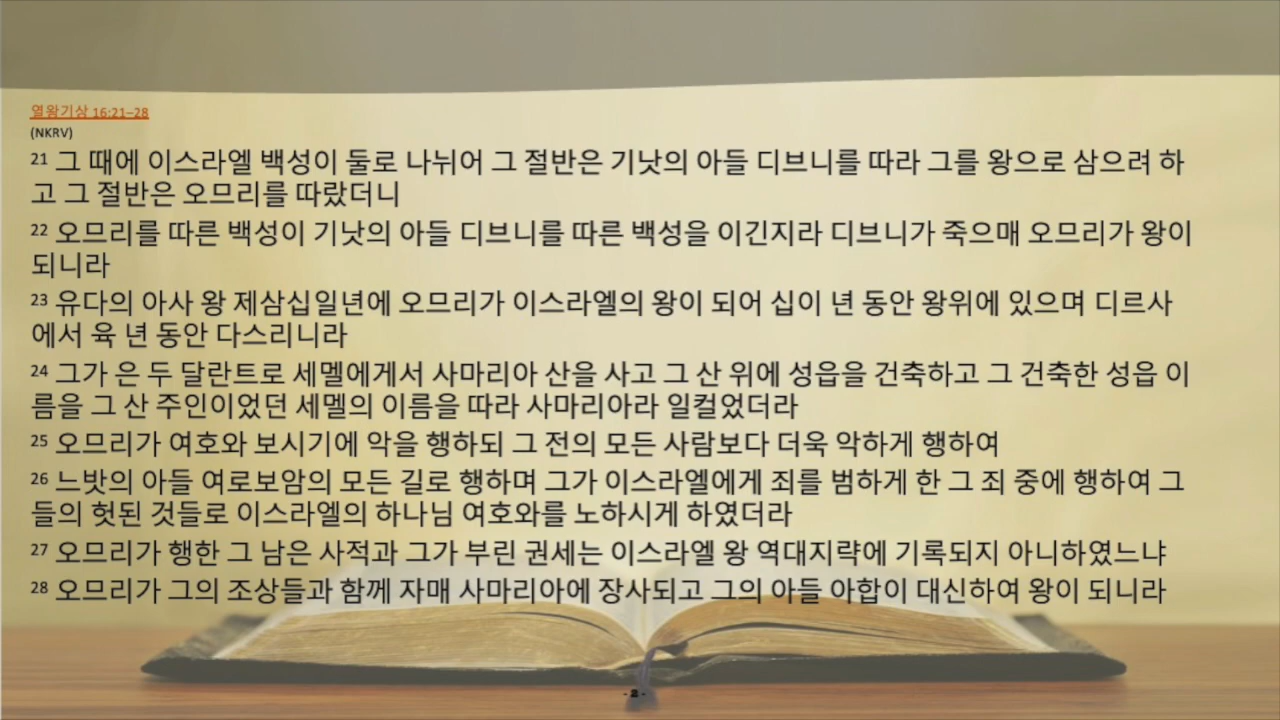 열왕기상 16:21–28
(NKRV)
21 그 때에 이스라엘 백성이 둘로 나뉘어 그 절반은 기낫의 아들 디브니를 따라 그를 왕으로 삼으려 하
고 그 절반은 오므리를 따랐더니
22 오므리를 따른 백성이 기낫의 아들 디브니를 따른 백성을 이긴지라 디브니가 죽으매 오므리가 왕이
되니라
23 유다의 아사 왕 제삼십일년에 오므리가 이스라엘의 왕이 되어 십이 년 동안 왕위에 있으며 디르사
에서 육 년 동안 다스리니라
24 그가 은 두 달란트로 세멜에게서 사마리아 산을 사고 그 산 위에 성읍을 건축하고 그 건축한 성읍 이
름을 그 산 주인이었던 세멜의 이름을 따라 사마리아라 일컬었더라
25 오므리가 여호와 보시기에 악을 행하되 그 전의 모든 사람보다 더욱 악하게 행하여
26 느밧의 아들 여로보암의 모든 길로 행하며 그가 이스라엘에게 죄를 범하게 한 그 죄 중에 행하여 그
들의 헛된 것들로 이스라엘의 하나님 여호와를 노하시게 하였더라
27 오므리가 행한 그 남은 사적과 그가 부린 권세는 이스라엘 왕 역대지략에 기록되지 아니하였느냐
28 오므리가 그의 조상들과 함께 자매 사마리아에 장사되고 그의 아들 아합이 대신하여 왕이 되니라
- 2 -